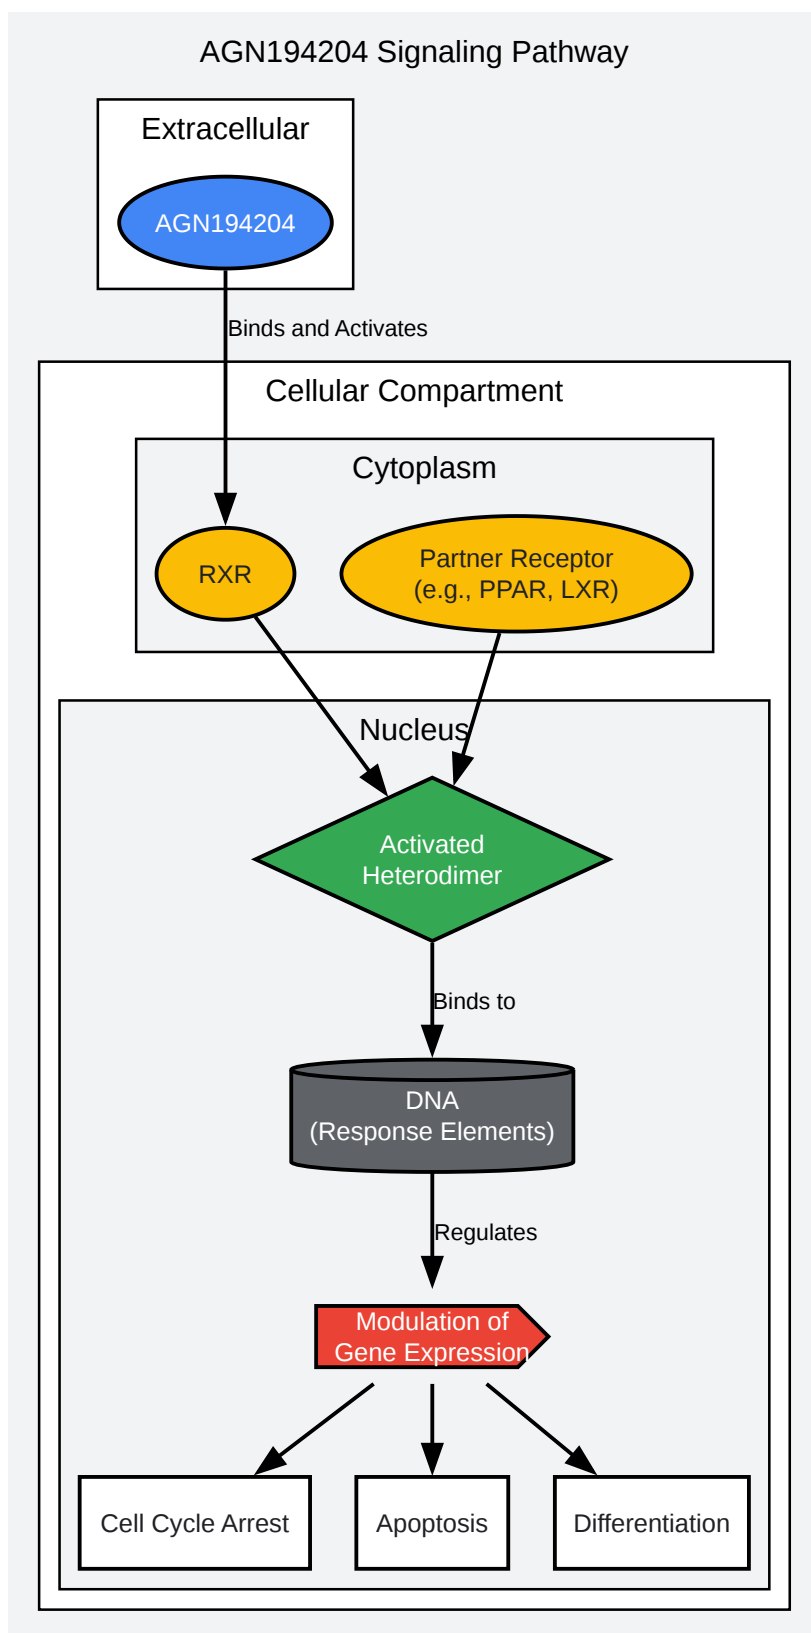 AGN194204 Signaling Pathway
Extracellular
AGN194204
Binds and Activates
Cellular Compartment
Cytoplasm
RXR
Partner Receptor
(e.g., PPAR, LXR)
Nucleus
Activated
Heterodimer
Binds to
DNA
(Response Elements)
Regulates
Modulation of
Gene Expression
Cell Cycle Arrest
Apoptosis
Differentiation